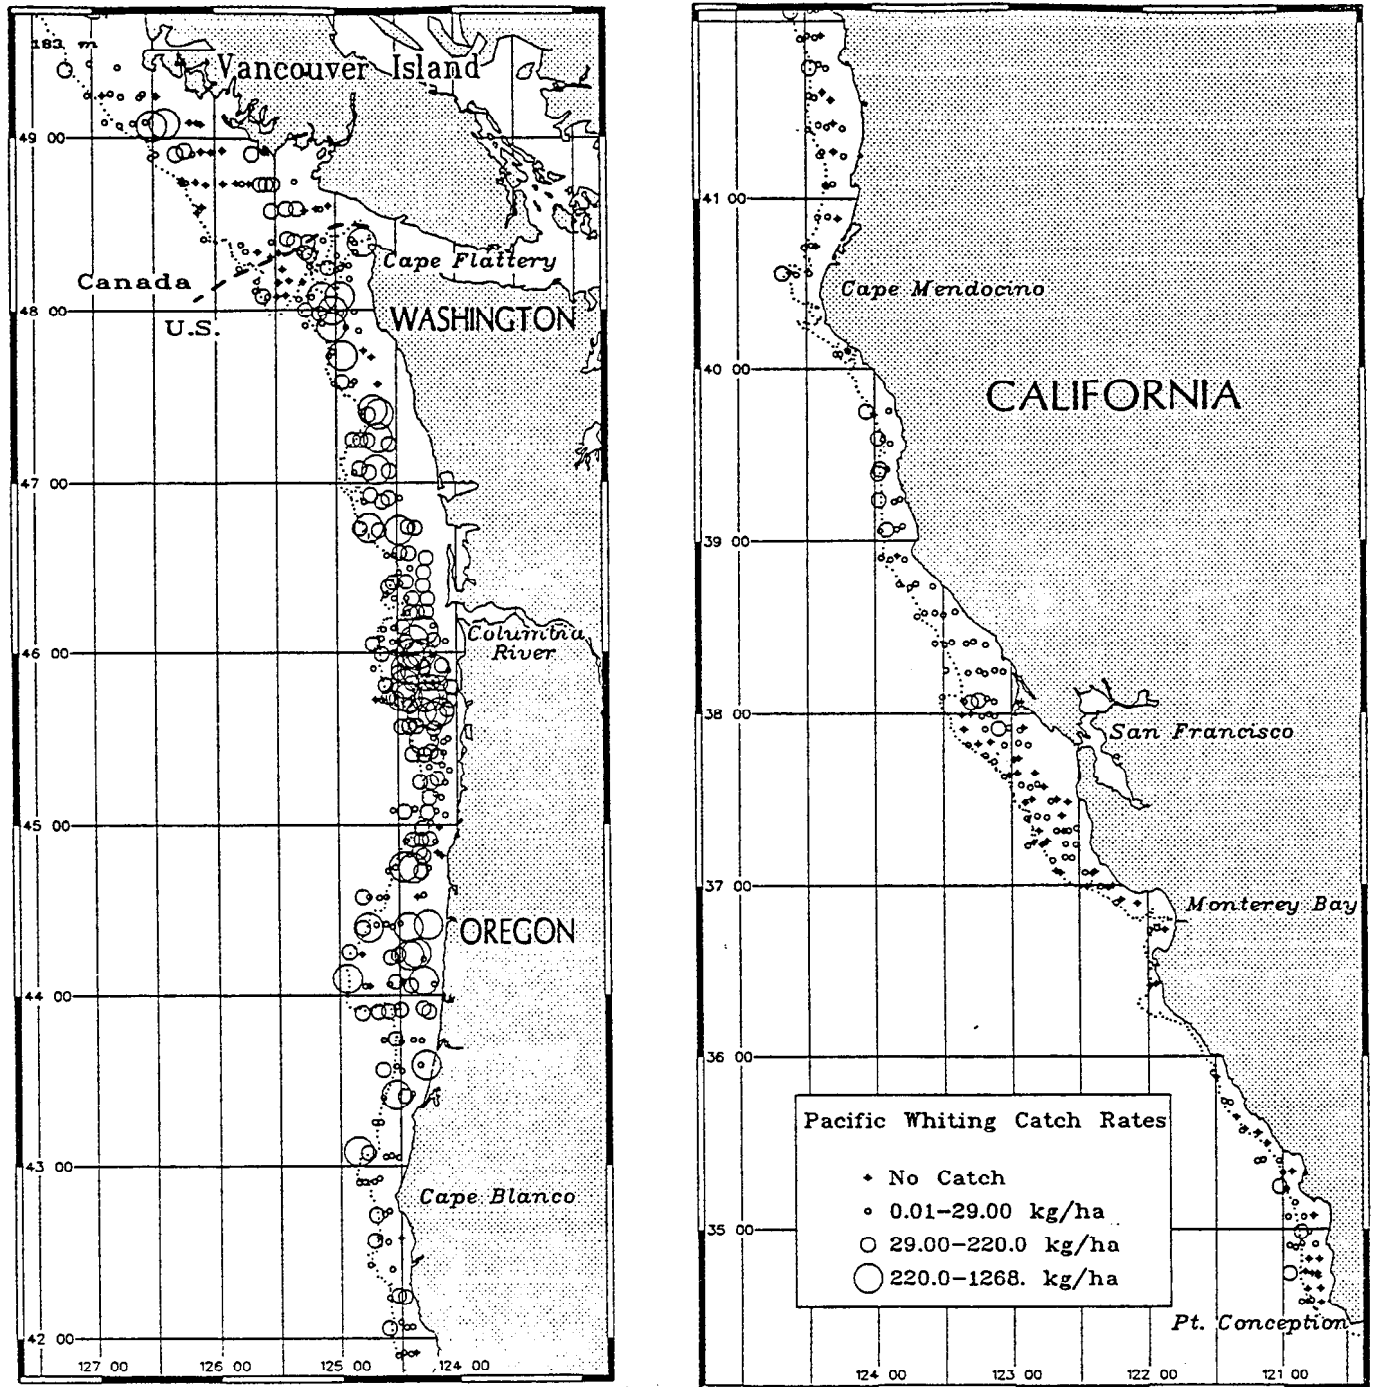 183 m
Vancouver Island
49 00
Cape Flattery
Canada
48 00
U.S.
WASHINGTON
47 00
Columbia
River
46 00
45 00
OREGON
44 00
43 00
Cape Blanco
42 00
127 00
126 00
125 00
124 00
41 00
Cape Mendocino
40 00
CALIFORNIA
39 00
38 00
San Francisco
37 00
Monterey Bay
36 00
Pacific Whiting Catch Rates
No Catch
0.01-29.00 kg/ha
29.00-220.0 kg/ha
220.0-1268. kg/ha
35 00
Pt. Conception
124 00
123 00
122 00
121 00